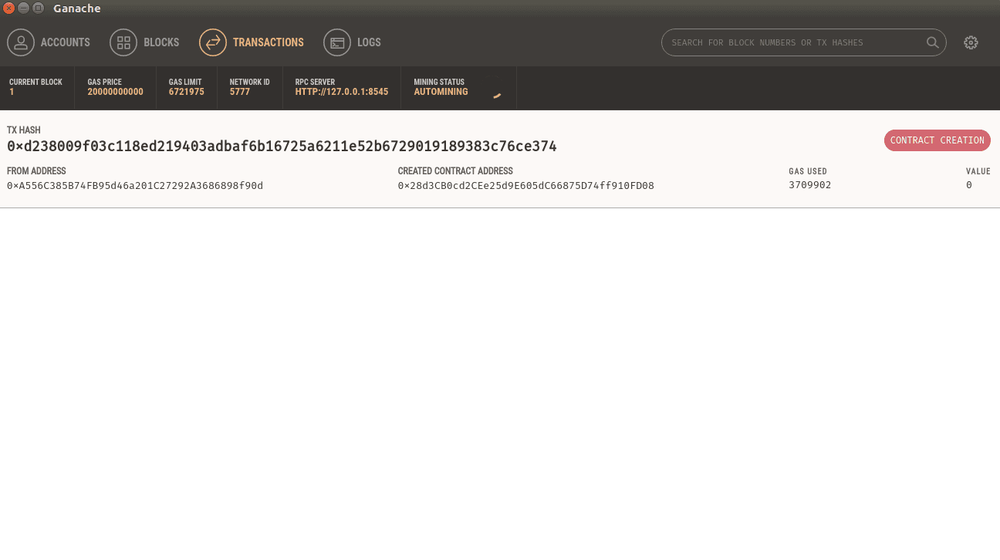 Ganache
ACCOUNTS BLOCKS TRANSACTIONS LOGS SEARCH FOR BLOCK NUMBERS OR TX HASHES
CURRENT BLOCK GAS PRICE GAS LIMIT NETWORK ID RPC SERVER MINING STATUS
1 20000000000 6721975 5777 HTTP://127.0.0.1:8545 AUTOMINING
TX HASH
0×d238009f03c118ed219403adbaf6b16725a6211e52b6729019189383c76ce374
CONTRACT CREATION
FROM ADDRESS CREATED CONTRACT ADDRESS GAS USED VALUE
0×A556C385B74FB95d46a201C27292A3686898f90d 0×28d3CB0cd2CEe25d9E605dC66875D74ff910FD08 3709902 0